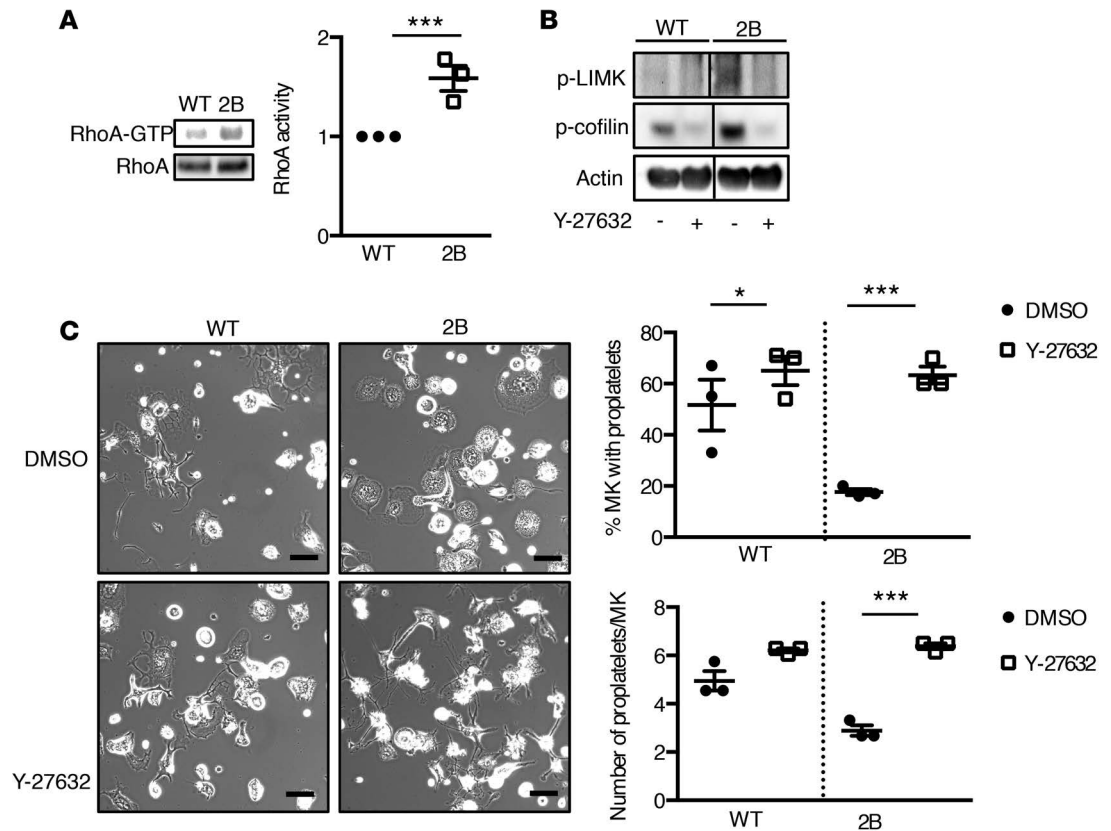 A
WT 2B
RhoA-GTP
RhoA
RhoA activity
2
1
0
WT
2B
***
B
WT
2B
p-LIMK
p-cofilin
Actin
Y-27632
- + - +
C
WT
2B
DMSO
Y-27632
% MK with proplatelets
80
60
40
20
0
*
***
WT
2B
DMSO
Y-27632
Number of proplatelets/MK
8
6
4
2
0
***
WT
2B
DMSO
Y-27632